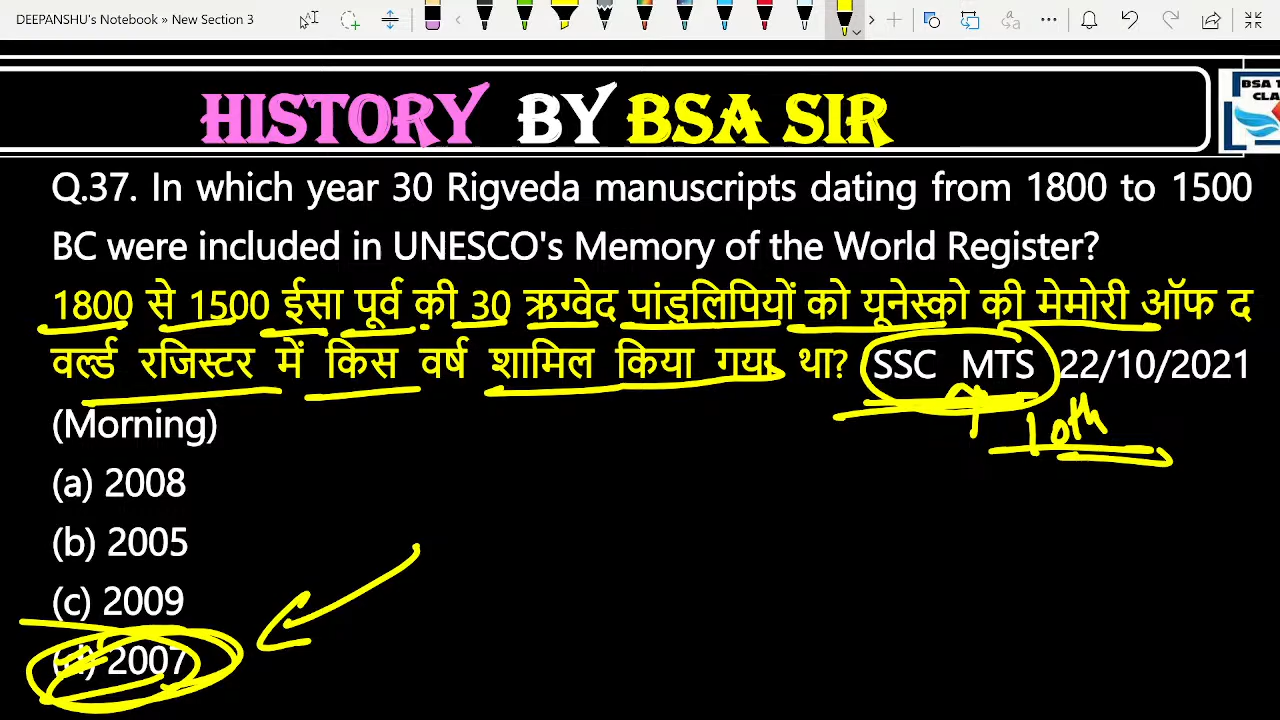 DEEPANSHU's Notebook » New Section 3
HISTORY BY BSA SIR
BSA
CLA
Q.37. In which year 30 Rigveda manuscripts dating from 1800 to 1500
BC were included in UNESCO's Memory of the World Register?
1800 से 1500 ईसा पूर्व की 30 ऋग्वेद पांडुलिपियों को यूनेस्को की मेमोरी ऑफ द
वर्ल्ड रजिस्टर में किस वर्ष शामिल किया गया था? SSC MTS 22/10/2021
10th
(Morning)
(a) 2008
(b) 2005
(c) 2009
(d) 2007